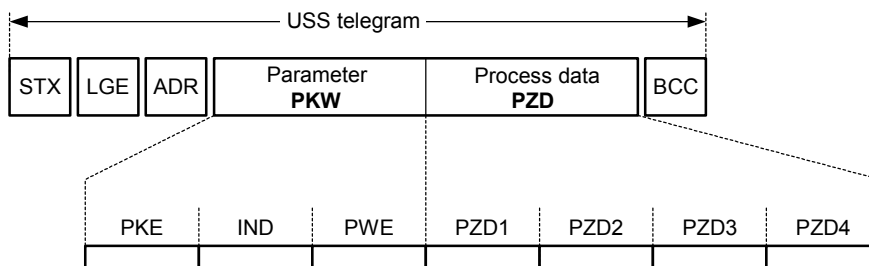 USS telegram
STX LGE ADR Parameter PKW Process data PZD BCC
PKE IND PWE PZD1 PZD2 PZD3 PZD4